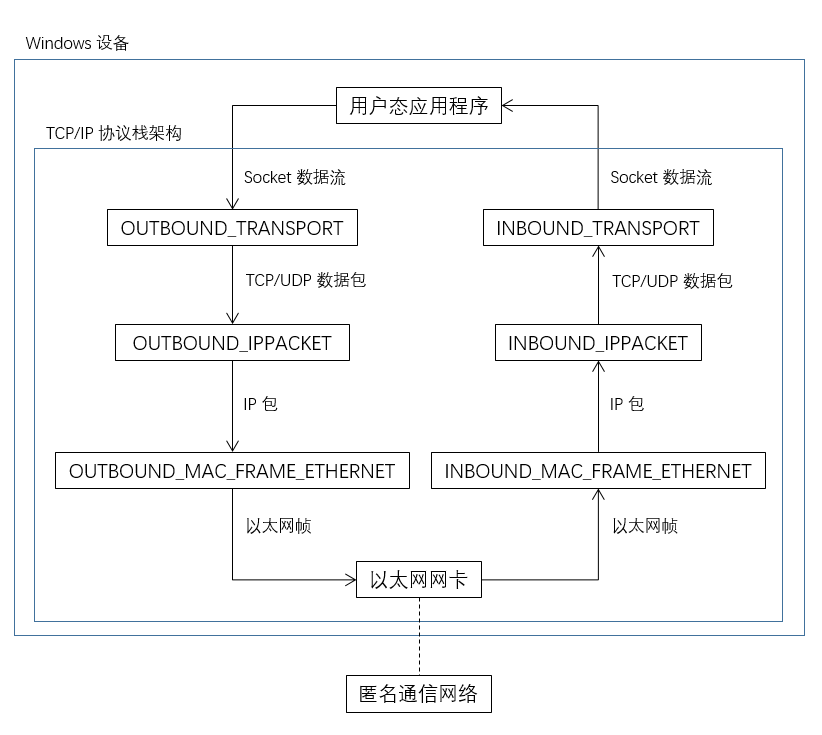 Windows 设备
用户态应用程序
TCP/IP 协议栈架构
Socket 数据流
Socket 数据流
OUTBOUND_TRANSPORT
INBOUND_TRANSPORT
TCP/UDP 数据包
TCP/UDP 数据包
OUTBOUND_IPPACKET
INBOUND_IPPACKET
IP 包
IP 包
OUTBOUND_MAC_FRAME_ETHERNET
INBOUND_MAC_FRAME_ETHERNET
以太网帧
以太网帧
以太网网卡
匿名通信网络